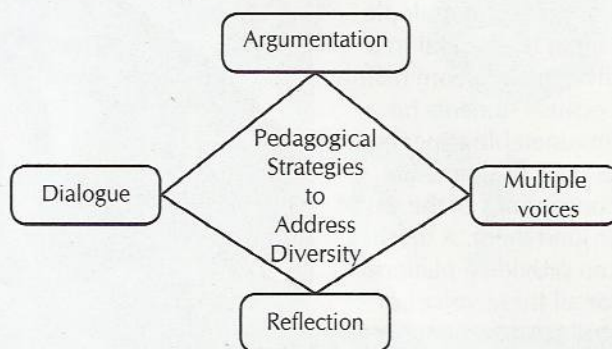 Argumentation
Pedagogical
Strategies
to
Address
Diversity
Dialogue
Multiple
voices
Reflection